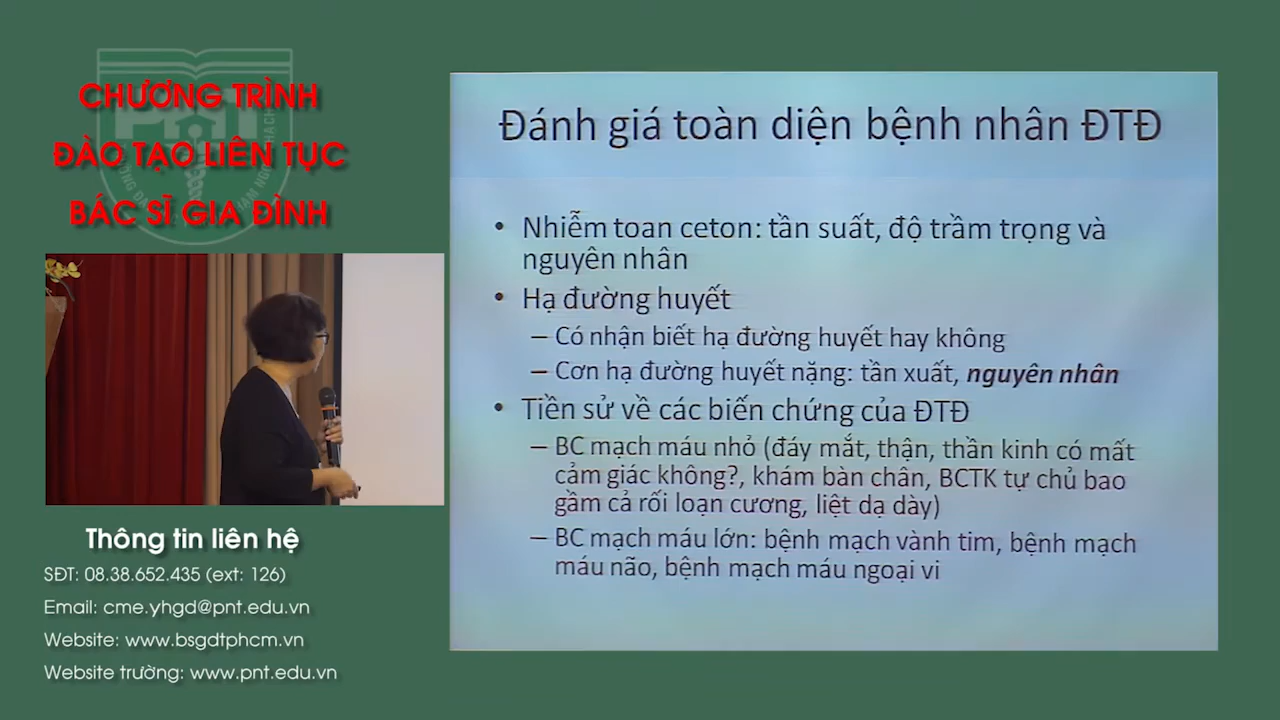 CHƯƠNG TRÌNH
ĐÀO TẠO LIÊN TỤC
BÁC SĨ GIA ĐÌNH
Thông tin liên hệ
SĐT: 08.38.652.435 (ext: 126)
Email: cme.yhgd@pnt.edu.vn
Website: www.bsgdtphcm.vn
Website trường: www.pnt.edu.vn
Đánh giá toàn diện bệnh nhân ĐTĐ
• Nhiễm toan ceton: tần suất, độ trầm trọng và
nguyên nhân
• Hạ đường huyết
– Có nhận biết hạ đường huyết hay không
– Cơn hạ đường huyết nặng: tần xuất, nguyên nhân
• Tiền sử về các biến chứng của ĐTĐ
– BC mạch máu nhỏ (đáy mắt, thận, thần kinh có mất
cảm giác không?, khám bàn chân, BCTK tự chủ bao
gầm cả rối loạn cương, liệt dạ dày)
– BC mạch máu lớn: bệnh mạch vành tim, bệnh mạch
máu não, bệnh mạch máu ngoại vi